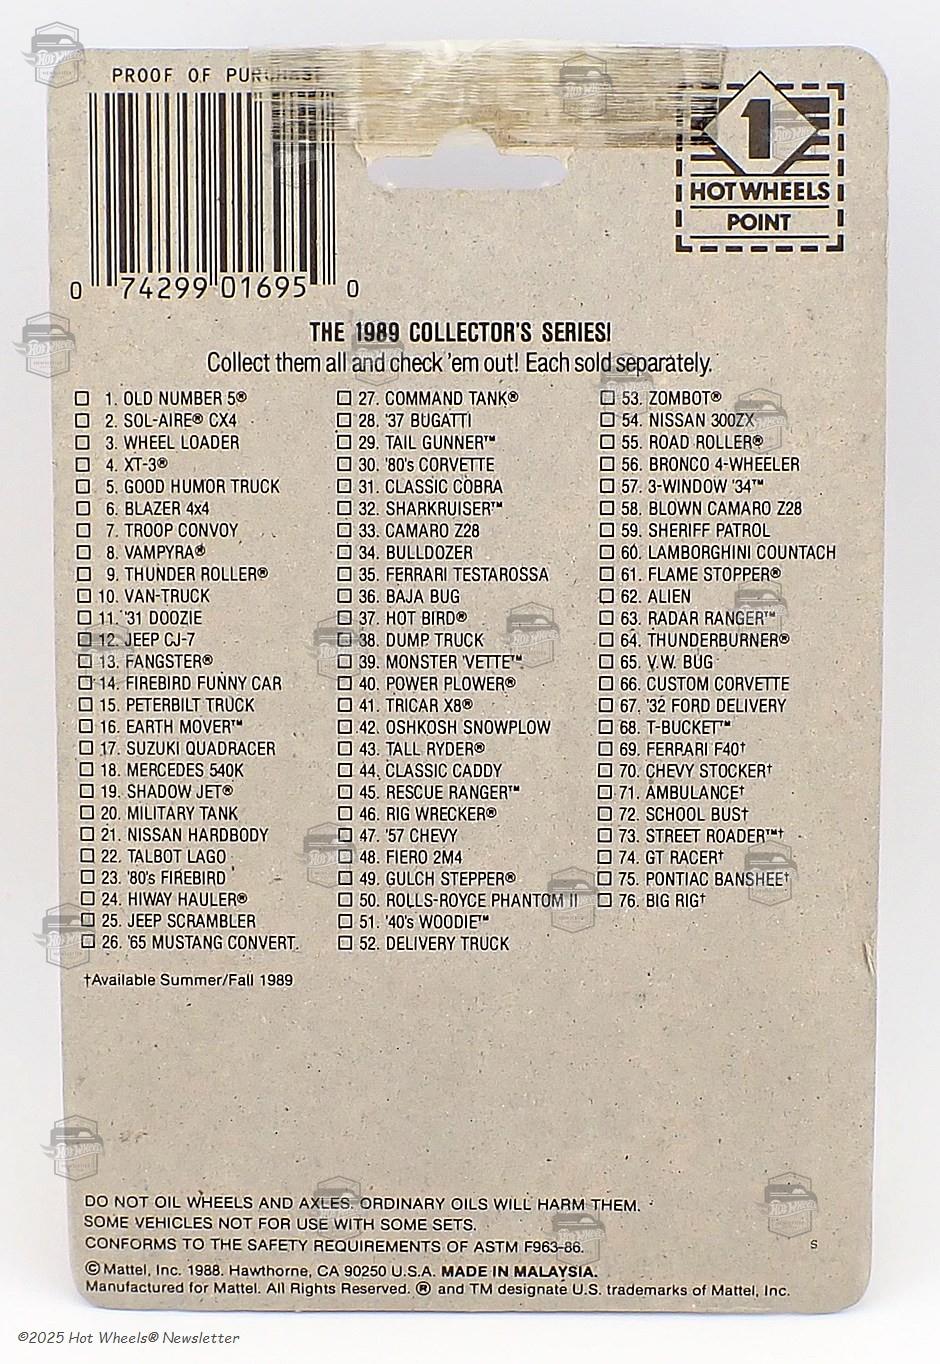 PROOF OF PURCHASE
0 74299 01695 0
1
HOT WHEELS
POINT
THE 1989 COLLECTOR'S SERIES!
Collect them all and check 'em out! Each sold separately.
1. OLD NUMBER 5®
2. SOL-AIRE® CX4
3. WHEEL LOADER
4. XT-3®
5. GOOD HUMOR TRUCK
6. BLAZER 4x4
7. TROOP CONVOY
8. VAMPYRA®
9. THUNDER ROLLER®
10. VAN-TRUCK
11. '31 DOOZIE
12. JEEP CJ-7
13. FANGSTER®
14. FIREBIRD FUNNY CAR
15. PETERBILT TRUCK
16. EARTH MOVER™
17. SUZUKI QUADRACER
18. MERCEDES 540K
19. SHADOW JET®
20. MILITARY TANK
21. NISSAN HARDBODY
22. TALBOT LAGO
23. '80's FIREBIRD
24. HIWAY HAULER®
25. JEEP SCRAMBLER
26. '65 MUSTANG CONVERT.
27. COMMAND TANK®
28. '37 BUGATTI
29. TAIL GUNNER™
30. '80's CORVETTE
31. CLASSIC COBRA
32. SHARKRUISER™
33. CAMARO Z28
34. BULLDOZER
35. FERRARI TESTAROSSA
36. BAJA BUG
37. HOT BIRD®
38. DUMP TRUCK
39. MONSTER 'VETTE™
40. POWER PLOWER®
41. TRICAR X8®
42. OSHKOSH SNOWPLOW
43. TALL RYDER®
44. CLASSIC CADDY
45. RESCUE RANGER™
46. RIG WRECKER®
47. '57 CHEVY
48. FIERO 2M4
49. GULCH STEPPER®
50. ROLLS-ROYCE PHANTOM II
51. '40's WOODIE™
52. DELIVERY TRUCK
53. ZOMBOT®
54. NISSAN 300ZX
55. ROAD ROLLER®
56. BRONCO 4-WHEELER
57. 3-WINDOW '34™
58. BLOWN CAMARO Z28
59. SHERIFF PATROL
60. LAMBORGHINI COUNTACH
61. FLAME STOPPER®
62. ALIEN
63. RADAR RANGER™
64. THUNDERBURNER®
65. V.W. BUG
66. CUSTOM CORVETTE
67. '32 FORD DELIVERY
68. T-BUCKET™
69. FERRARI F40†
70. CHEVY STOCKER†
71. AMBULANCE†
72. SCHOOL BUS†
73. STREET ROADER™†
74. GT RACER†
75. PONTIAC BANSHEE†
76. BIG RIG†
†Available Summer/Fall 1989
DO NOT OIL WHEELS AND AXLES. ORDINARY OILS WILL HARM THEM.
SOME VEHICLES NOT FOR USE WITH SOME SETS.
CONFORMS TO THE SAFETY REQUIREMENTS OF ASTM F963-86.
S
© Mattel, Inc. 1988. Hawthorne, CA 90250 U.S.A. MADE IN MALAYSIA.
Manufactured for Mattel. All Rights Reserved. ® and TM designate U.S. trademarks of Mattel, Inc.
©2025 Hot Wheels® Newsletter